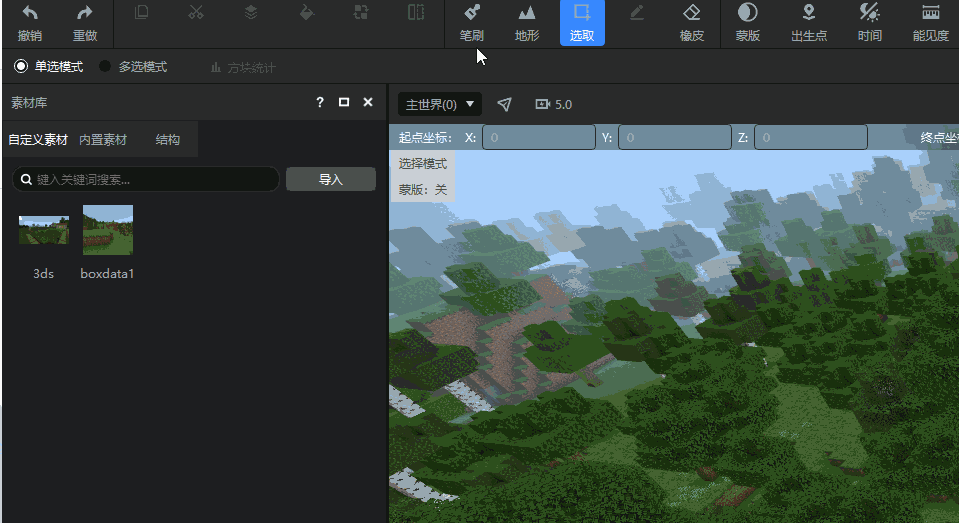 撤销 重做 笔刷 地形 选取 橡皮 蒙版 出生点 时间 能见度
单选模式 多选模式 方块统计
素材库 ? 主世界(0) 5.0
自定义素材 内置素材 结构 起点坐标: X: 0 Y: 0 Z: 0 终点坐
选择模式
键入关键词搜索... 导入 蒙版：关
3ds boxdata1